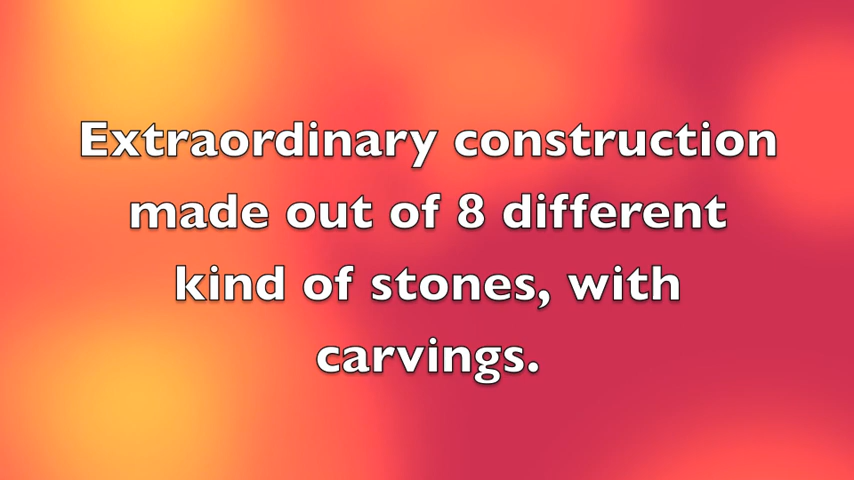 Extraordinary construction
made out of 8 different
kind of stones, with
carvings.